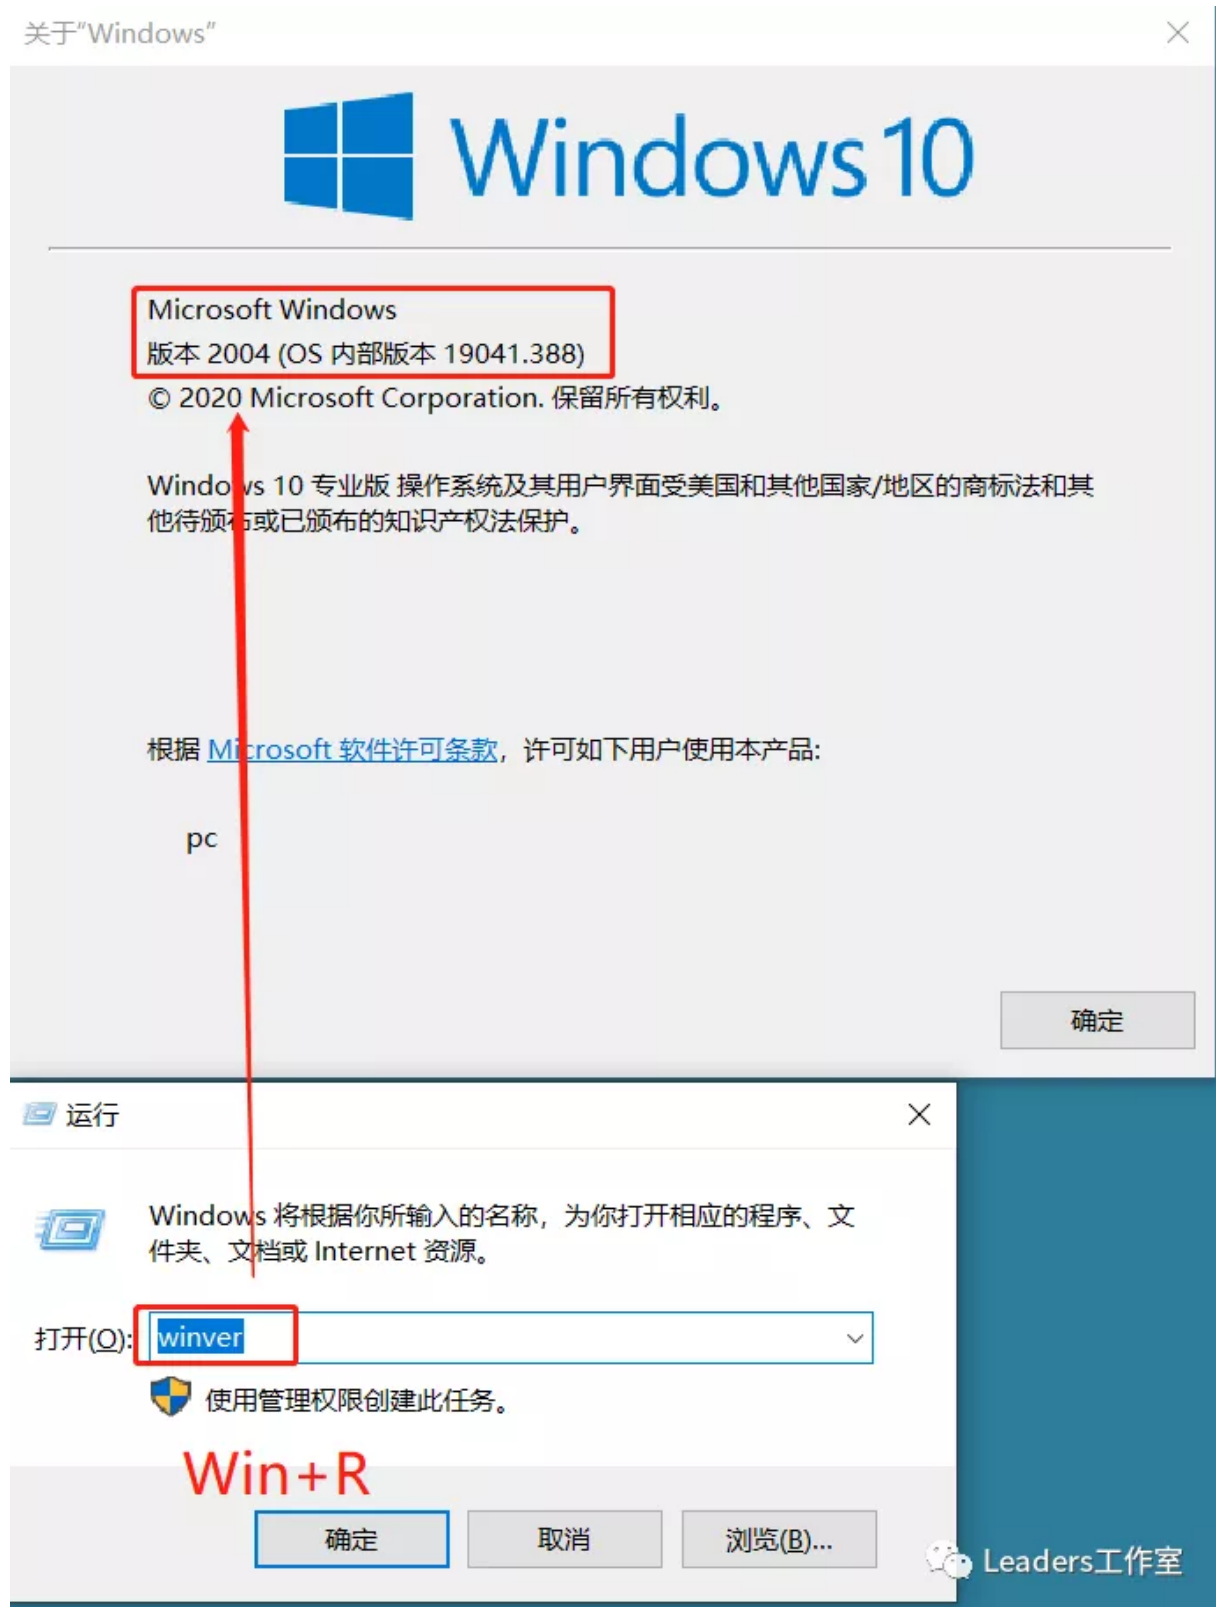 关于“Windows”
Windows 10
Microsoft Windows
版本 2004 (OS 内部版本 19041.388)
© 2020 Microsoft Corporation. 保留所有权利。
Windows 10 专业版 操作系统及其用户界面受美国和其他国家/地区的商标法和其
他待颁布或已颁布的知识产权法保护。
根据 Microsoft 软件许可条款，许可如下用户使用本产品:
pc
确定
运行
Windows 将根据你所输入的名称，为你打开相应的程序、文
件夹、文档或 Internet 资源。
打开(O): winver
使用管理权限创建此任务。
Win+R
确定 取消 浏览(B)...
Leaders工作室